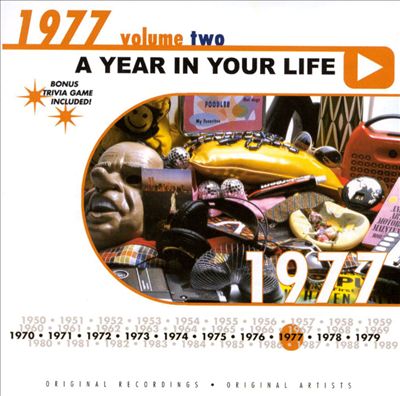 1977 volume two
A YEAR IN YOUR LIFE
BONUS
TRIVIA GAME
INCLUDED!
POODLES
My Favorites
1977
1950 • 1951 • 1952 • 1953 • 1954 • 1955 • 1956 • 1957 • 1958 • 1959
1960 • 1961 • 1962 • 1963 • 1964 • 1965 • 1966 • 1967 • 1968 • 1969
1970 • 1971 • 1972 • 1973 • 1974 • 1975 • 1976 • 1977 • 1978 • 1979
1980 • 1981 • 1982 • 1983 • 1984 • 1985 • 1986 • 1987 • 1988 • 1989
ORIGINAL RECORDINGS • ORIGINAL ARTISTS